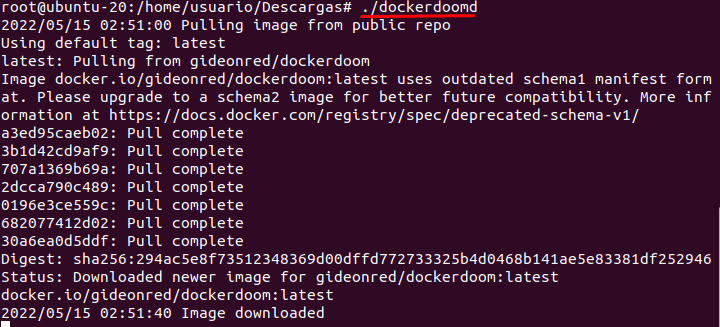 root@ubuntu-20:/home/usuario/Descargas# ./dockerdoomd
2022/05/15 02:51:00 Pulling image from public repo
Using default tag: latest
latest: Pulling from gideonred/dockerdoom
Image docker.io/gideonred/dockerdoom:latest uses outdated schema1 manifest form
at. Please upgrade to a schema2 image for better future compatibility. More inf
ormation at https://docs.docker.com/registry/spec/deprecated-schema-v1/
a3ed95caeb02: Pull complete
3b1d42cd9af9: Pull complete
707a1369b69a: Pull complete
2dcca790c489: Pull complete
0196e3ce559c: Pull complete
682077412d02: Pull complete
30a6ea0d5ddf: Pull complete
Digest: sha256:294ac5e8f73512348369d00dffd772733325b4d0468b141ae5e83381df252946
Status: Downloaded newer image for gideonred/dockerdoom:latest
docker.io/gideonred/dockerdoom:latest
2022/05/15 02:51:40 Image downloaded